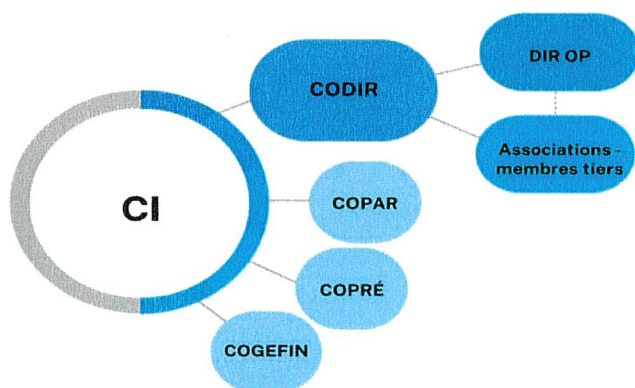 DIR OP
CODIR
Associations -
membres tiers
CI
COPAR
COPRÉ
COGEFIN